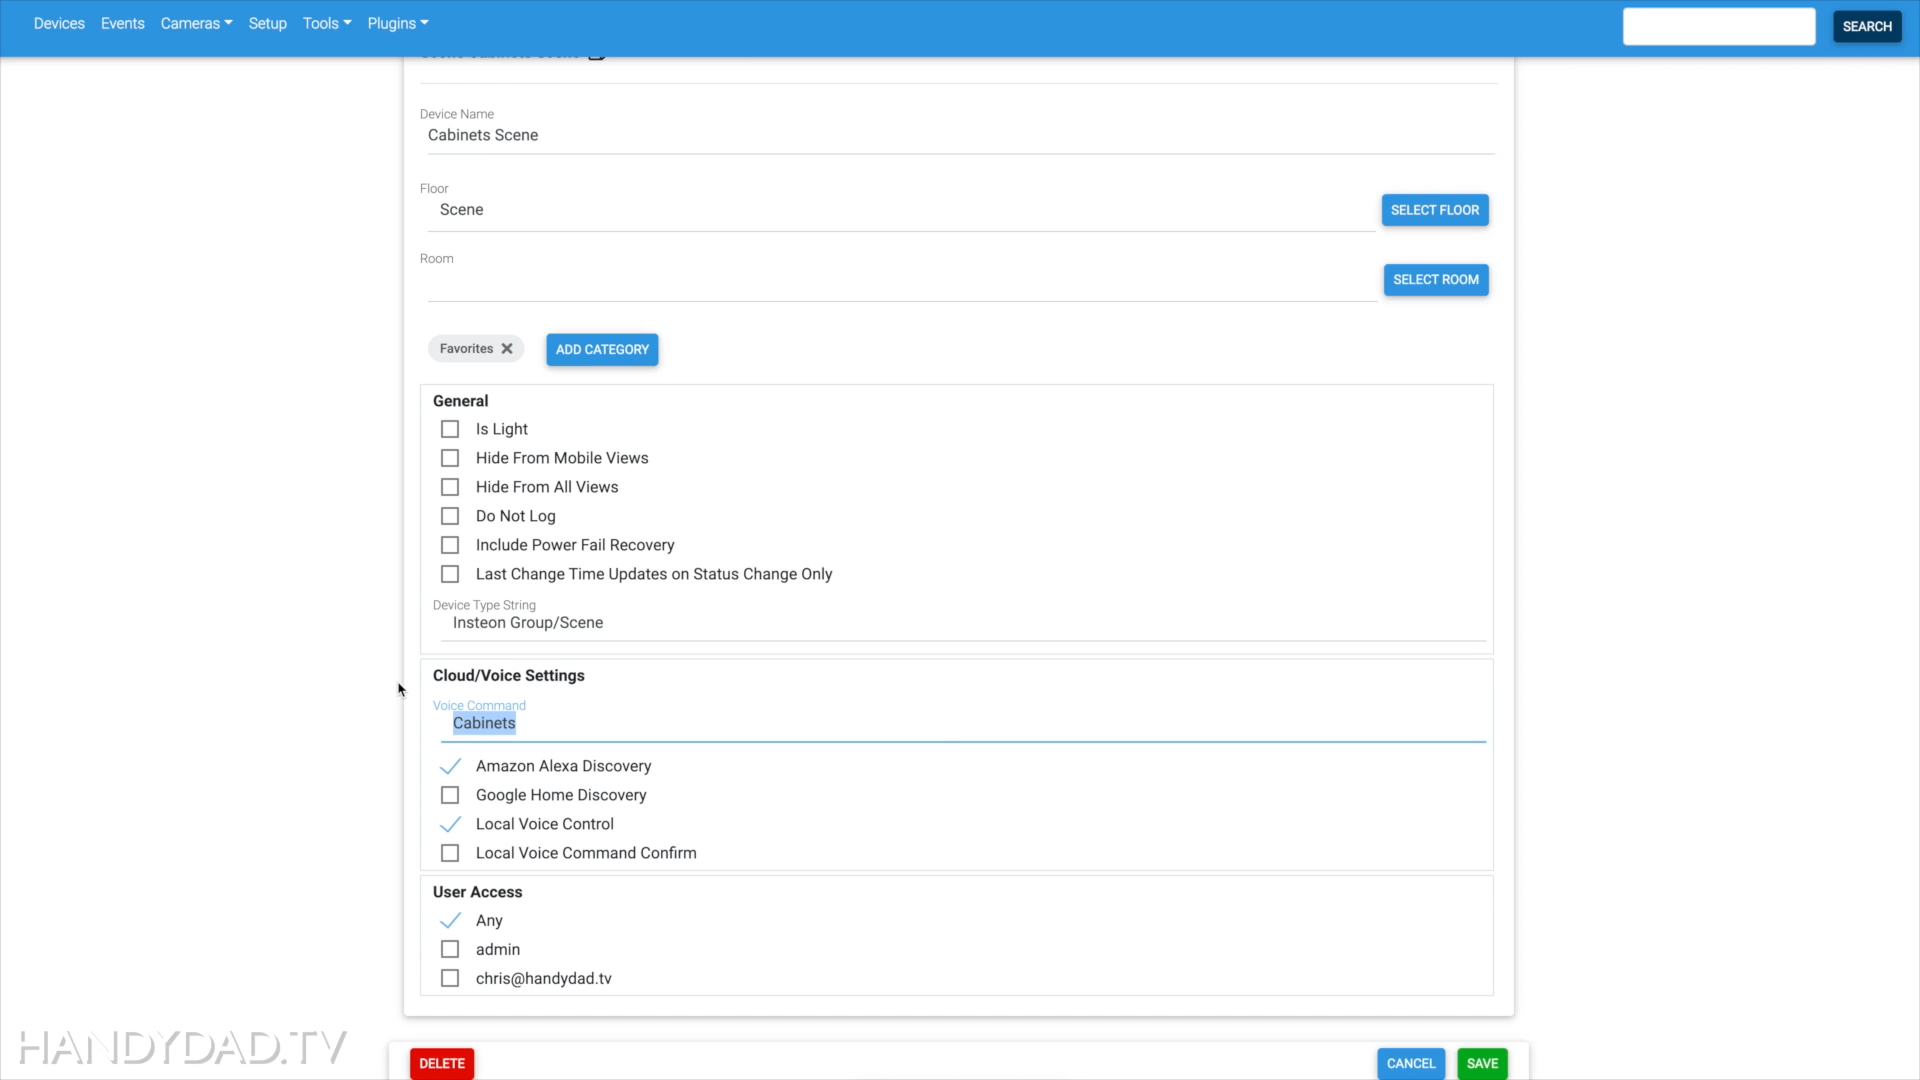 Devices Events Cameras Setup Tools Plugins SEARCH
Device Name
Cabinets Scene
Floor
Scene
SELECT FLOOR
Room
SELECT ROOM
Favorites
ADD CATEGORY
General
Is Light
Hide From Mobile Views
Hide From All Views
Do Not Log
Include Power Fail Recovery
Last Change Time Updates on Status Change Only
Device Type String
Insteon Group/Scene
Cloud/Voice Settings
Voice Command
Cabinets
Amazon Alexa Discovery
Google Home Discovery
Local Voice Control
Local Voice Command Confirm
User Access
Any
admin
chris@handydad.tv
HANDYDAD.TV
DELETE CANCEL SAVE